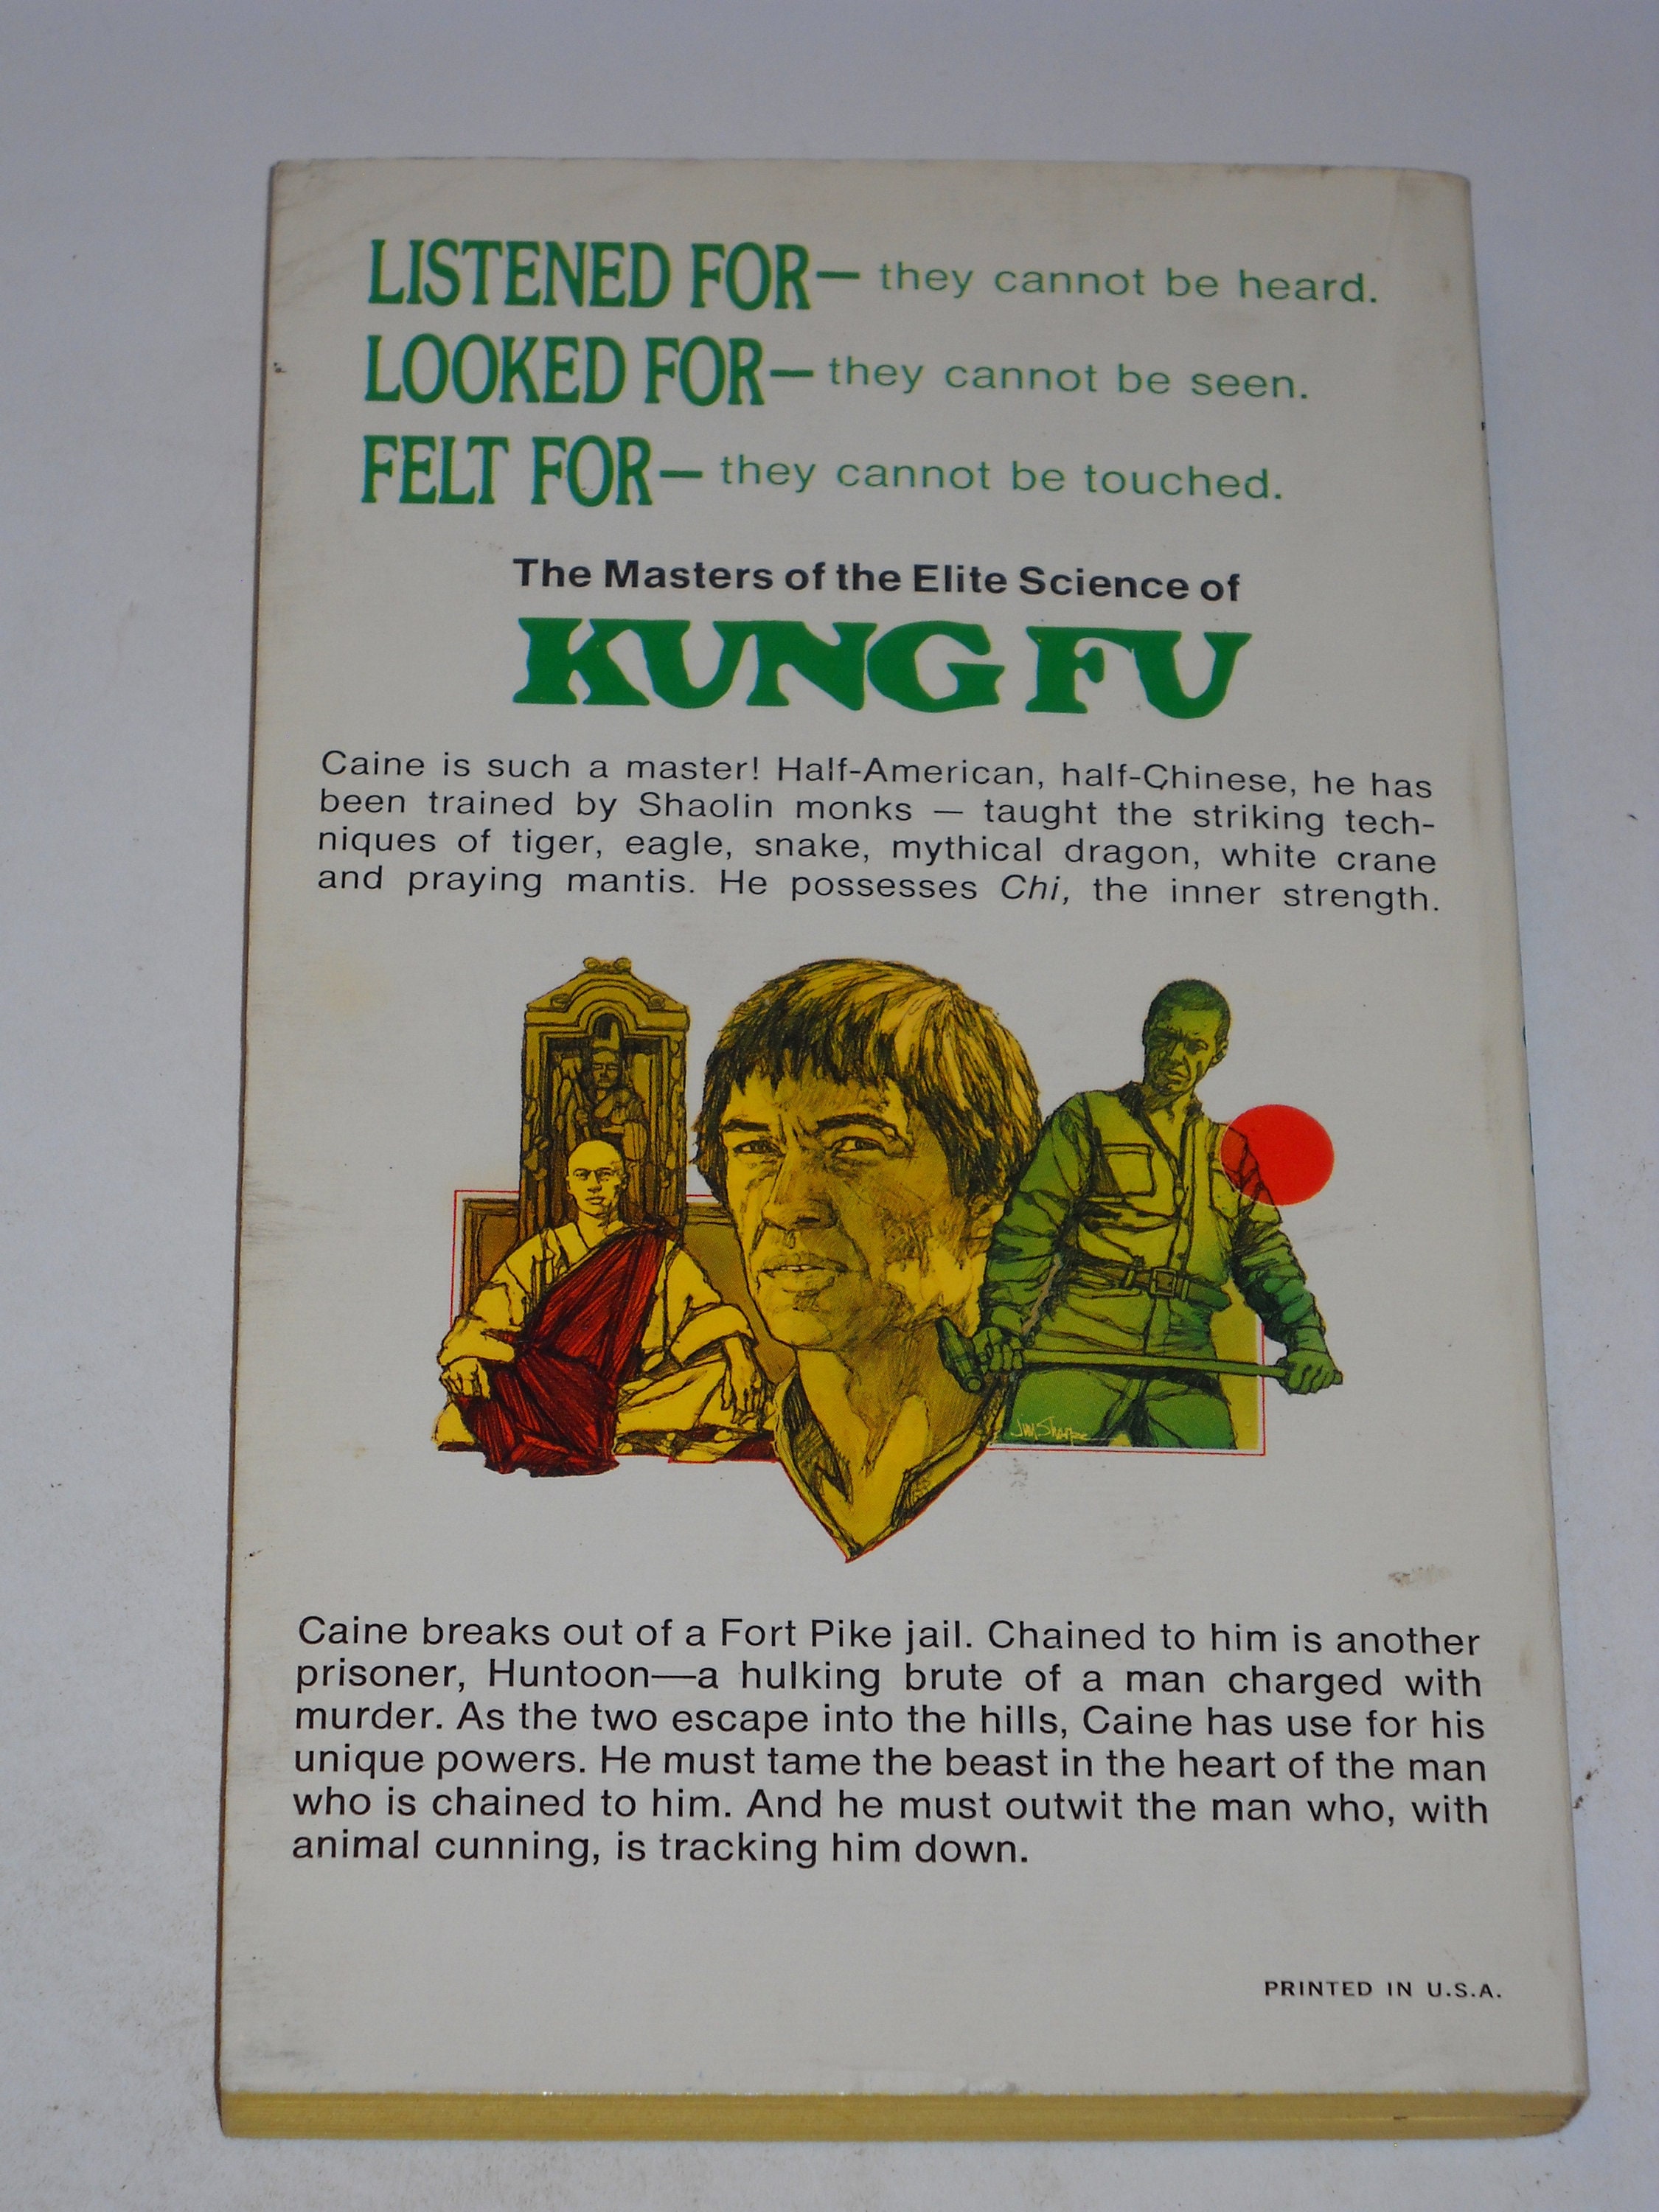 LISTENED FOR— they cannot be heard.
LOOKED FOR— they cannot be seen.
FELT FOR— they cannot be touched.
The Masters of the Elite Science of
KUNG FU
Caine is such a master! Half-American, half-Chinese, he has
been trained by Shaolin monks — taught the striking tech-
niques of tiger, eagle, snake, mythical dragon, white crane
and praying mantis. He possesses Chi, the inner strength.
Jim Sharpe
Caine breaks out of a Fort Pike jail. Chained to him is another
prisoner, Huntoon—a hulking brute of a man charged with
murder. As the two escape into the hills, Caine has use for his
unique powers. He must tame the beast in the heart of the man
who is chained to him. And he must outwit the man who, with
animal cunning, is tracking him down.
PRINTED IN U.S.A.